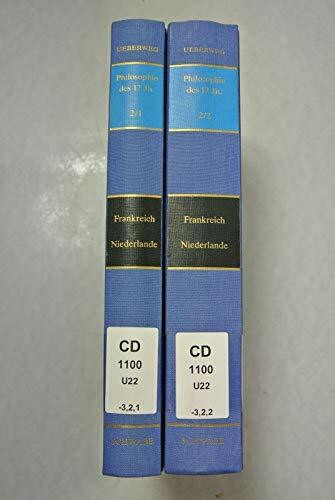 UEBERWEG
Philosophie
des 17. Jh.
2/1
Frankreich
Niederlande
CD
1100
U22
-3,2,1
SCHWABE
UEBERWEG
Philosophie
des 17. Jh.
2/2
Frankreich
Niederlande
CD
1100
U22
-3,2,2
SCHWABE